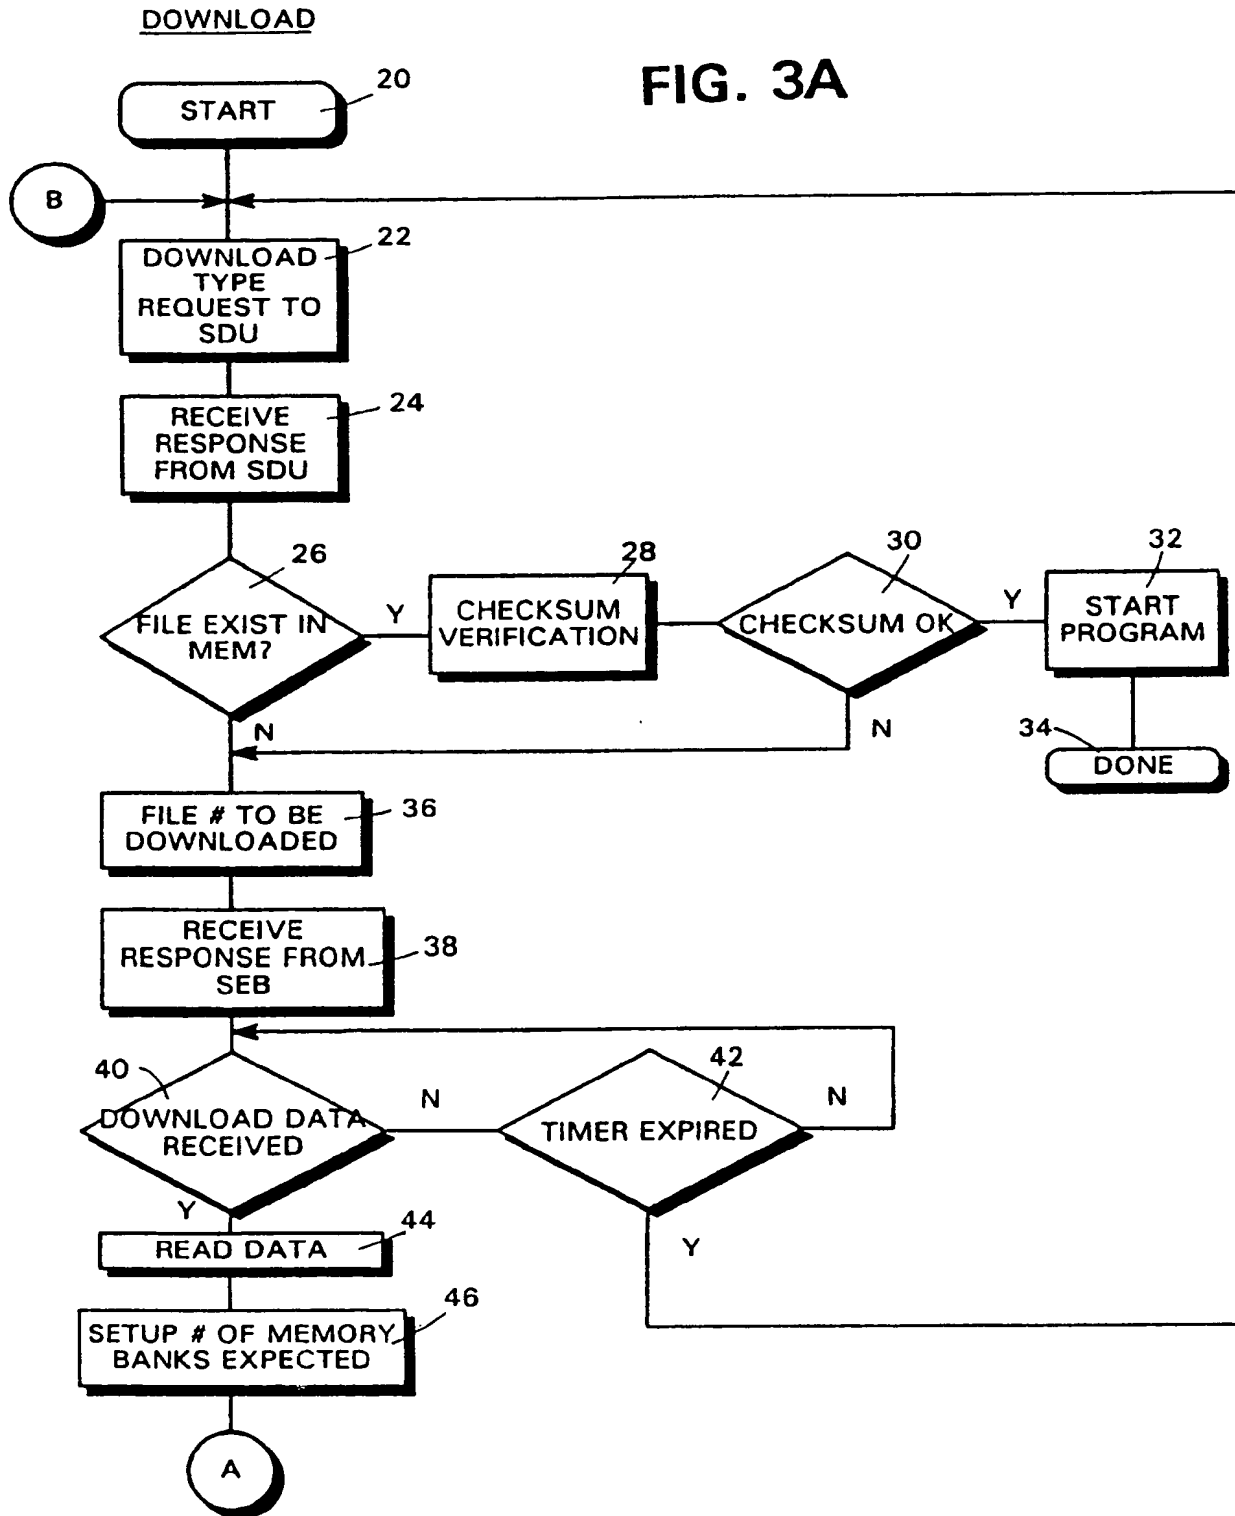 DOWNLOAD
FIG. 3A
START
20
B
22
DOWNLOAD
TYPE
REQUEST TO
SDU
24
RECEIVE
RESPONSE
FROM SDU
26
FILE EXIST IN
MEM?
Y
N
28
CHECKSUM
VERIFICATION
30
CHECKSUM OK
Y
N
32
START
PROGRAM
34
DONE
FILE # TO BE
DOWNLOADED
36
RECEIVE
RESPONSE FROM
SEB
38
40
DOWNLOAD DATA
RECEIVED
N
Y
42
TIMER EXPIRED
N
Y
44
READ DATA
46
SETUP # OF MEMORY
BANKS EXPECTED
A